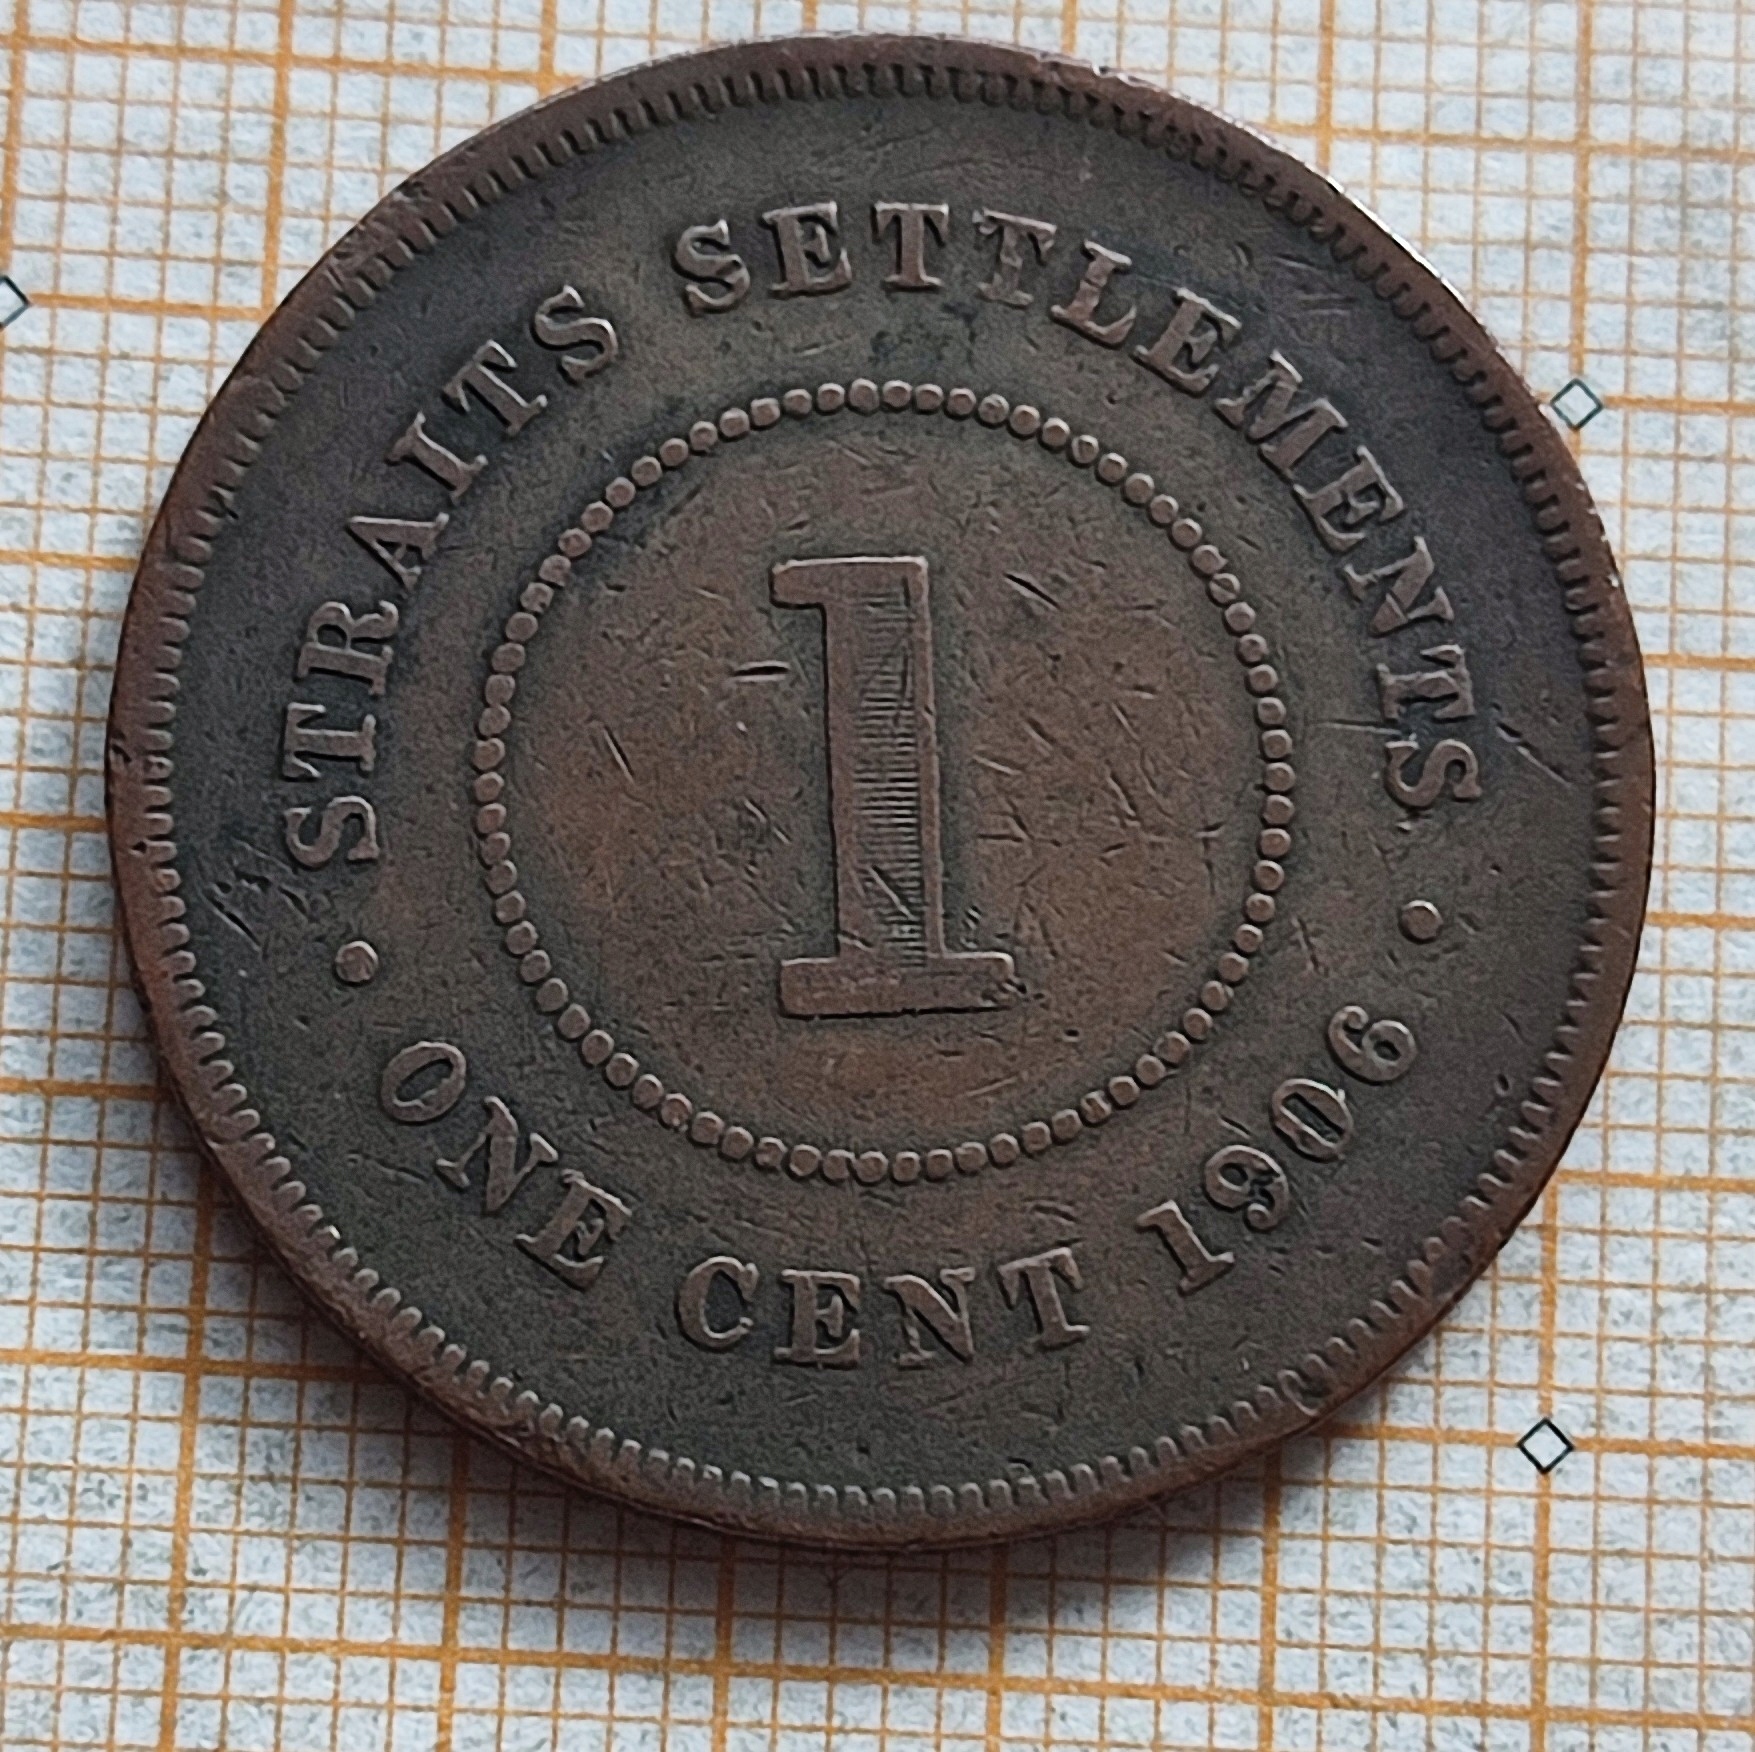 STRAITS SETTLEMENTS
1
• ONE CENT 1906 •